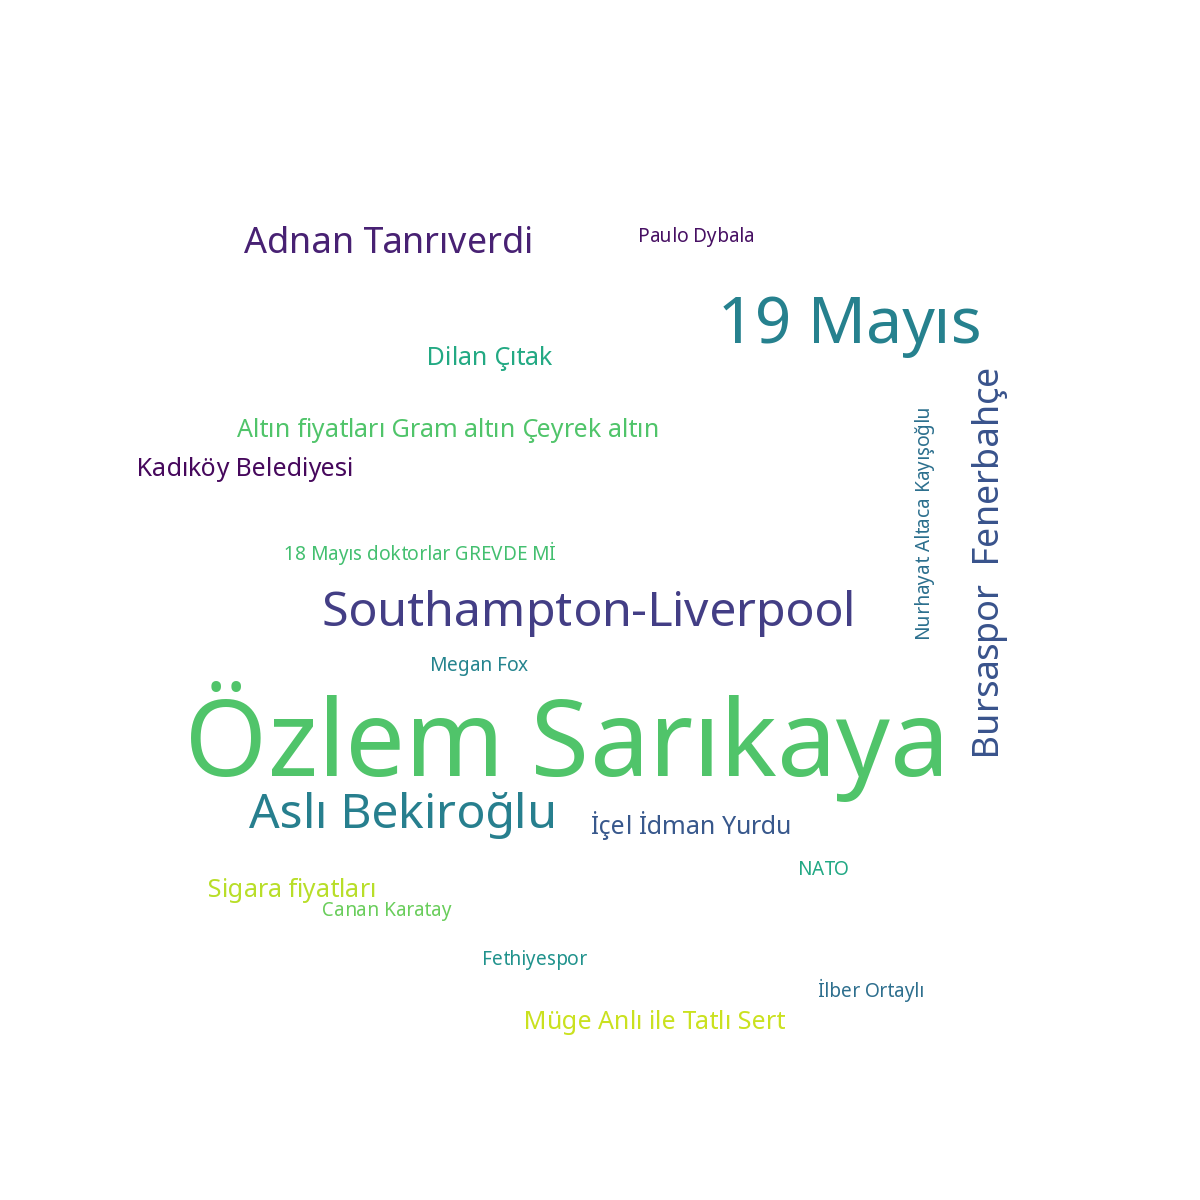 Adnan Tanrıverdi
Paulo Dybala
19 Mayıs
Dilan Çıtak
Altın fiyatları Gram altın Çeyrek altın
Kadıköy Belediyesi
Nurhayat Altaca Kayışoğlu
Bursaspor Fenerbahçe
18 Mayıs doktorlar GREVDE Mİ
Southampton-Liverpool
Megan Fox
Özlem Sarıkaya
Aslı Bekiroğlu
İçel İdman Yurdu
NATO
Sigara fiyatları
Canan Karatay
Fethiyespor
İlber Ortaylı
Müge Anlı ile Tatlı Sert